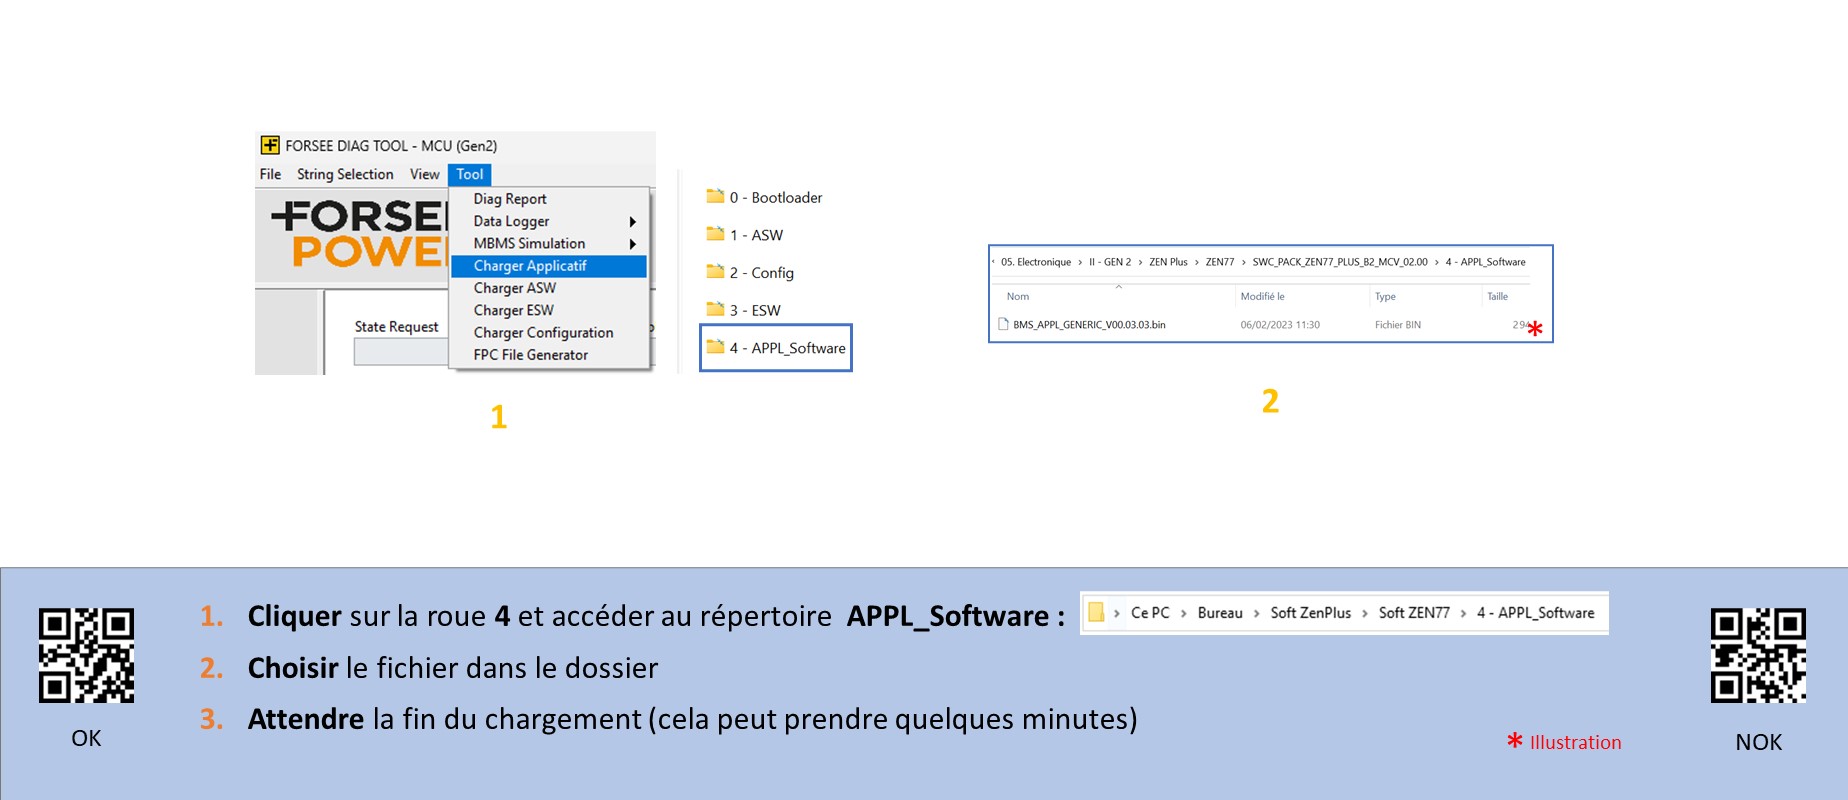 FORSEE DIAG TOOL - MCU (Gen2)
File String Selection View Tool
FORSEE
POWE
Diag Report
Data Logger
MBMS Simulation
Charger Applicatif
Charger ASW
Charger ESW
Charger Configuration
FPC File Generator
State Request
1
0 - Bootloader
1 - ASW
2 - Config
3 - ESW
4 - APPL_Software
05. Electronique > II - GEN 2 > ZEN Plus > ZEN77 > SWC_PACK_ZEN77_PLUS_B2_MCV_02.00 > 4 - APPL_Software
Nom Modifié le Type Taille
BMS_APPL_GENERIC_V00.03.03.bin 06/02/2023 11:30 Fichier BIN 294 *
2
1. Cliquer sur la roue 4 et accéder au répertoire APPL_Software :
> Ce PC > Bureau > Soft ZenPlus > Soft ZEN77 > 4 - APPL_Software
2. Choisir le fichier dans le dossier
3. Attendre la fin du chargement (cela peut prendre quelques minutes)
OK
* Illustration
NOK